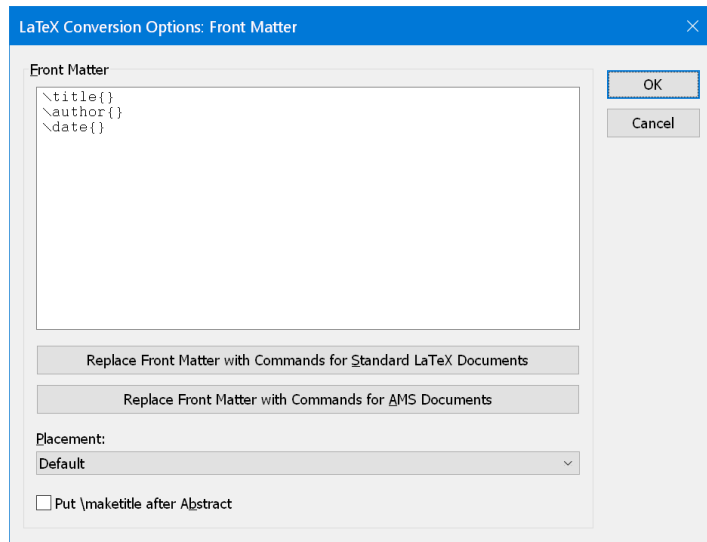 LaTeX Conversion Options: Front Matter
Front Matter
\title{}
\author{}
\date{}
OK
Cancel
Replace Front Matter with Commands for Standard LaTeX Documents
Replace Front Matter with Commands for AMS Documents
Placement:
Default
Put \maketitle after Abstract